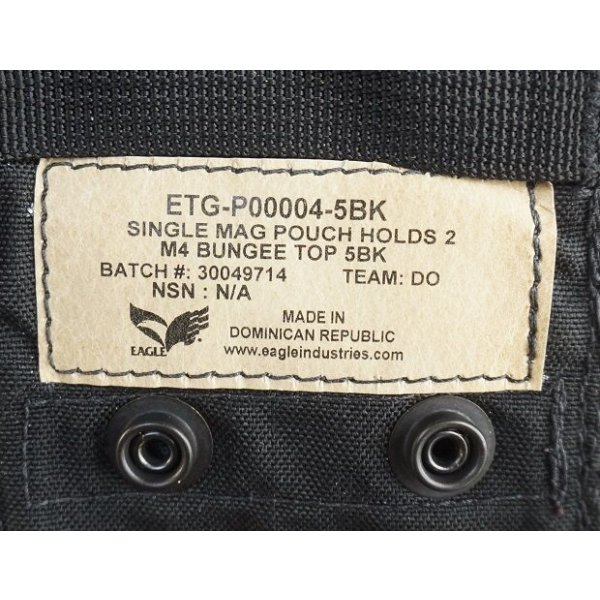 ETG-P00004-5BK
SINGLE MAG POUCH HOLDS 2
M4 BUNGEE TOP 5BK
BATCH #: 30049714 TEAM: DO
NSN : N/A
MADE IN
DOMINICAN REPUBLIC
EAGLE www.eagleindustries.com